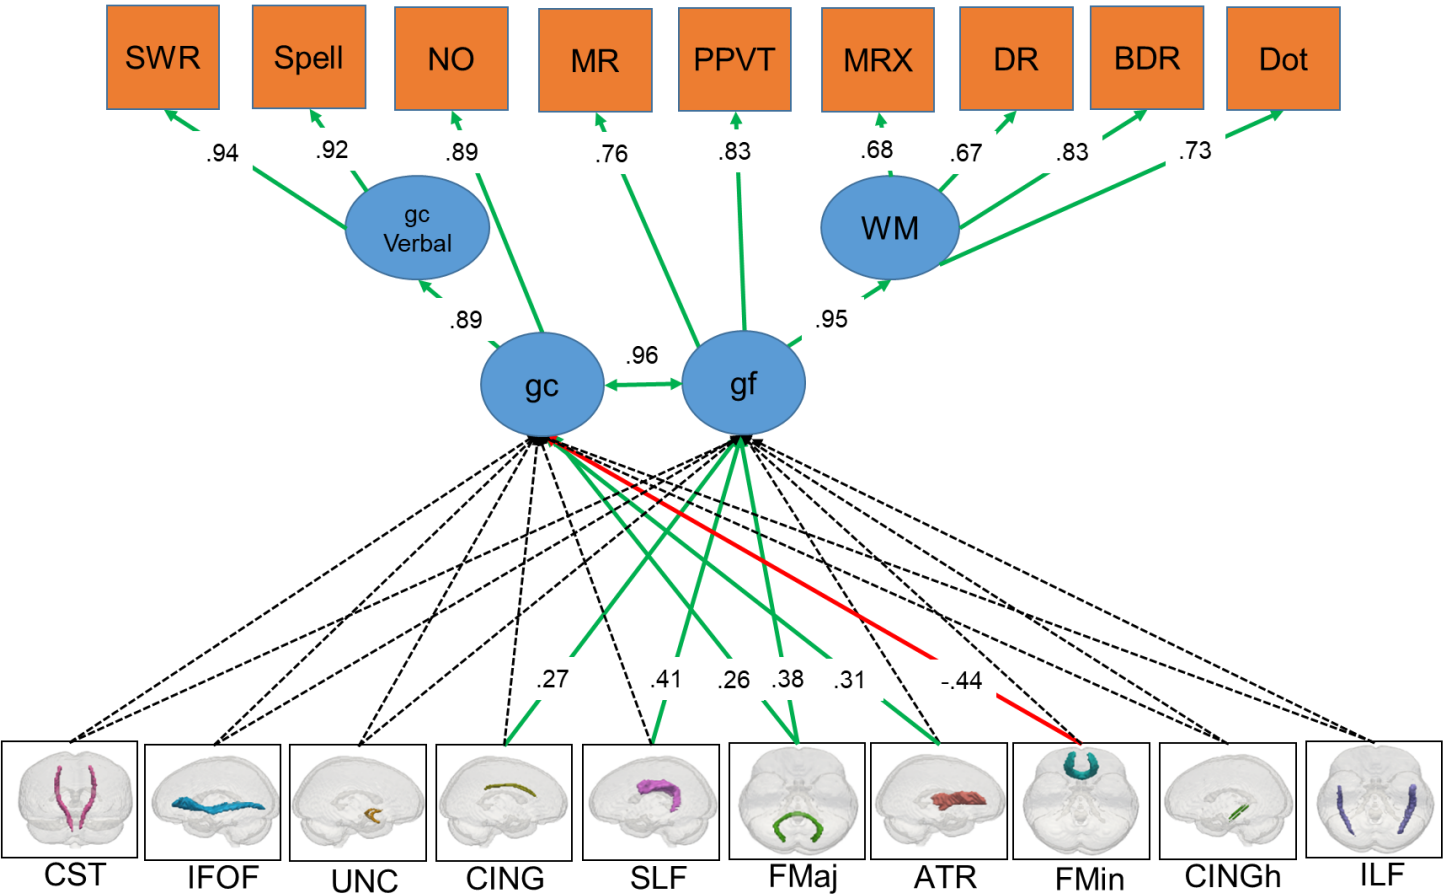 SWR
Spell
NO
MR
PPVT
MRX
DR
BDR
Dot
.94
.92
.89
.76
.83
.68
.67
.83
.73
gc
Verbal
WM
.89
.96
.95
gc
gf
.27
.41
.26
.38
.31
-.44
CST
IFOF
UNC
CING
SLF
FMaj
ATR
FMin
CINGh
ILF